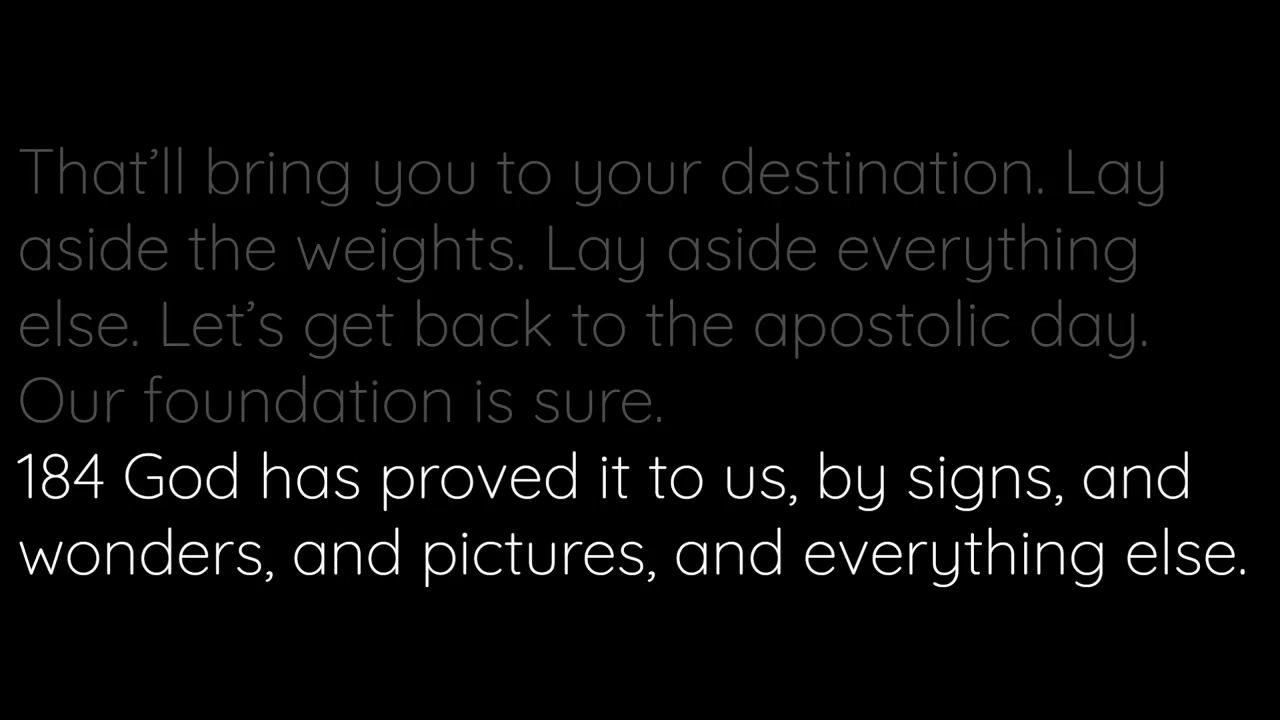 That’ll bring you to your destination. Lay
aside the weights. Lay aside everything
else. Let’s get back to the apostolic day.
Our foundation is sure.
184 God has proved it to us, by signs, and
wonders, and pictures, and everything else.